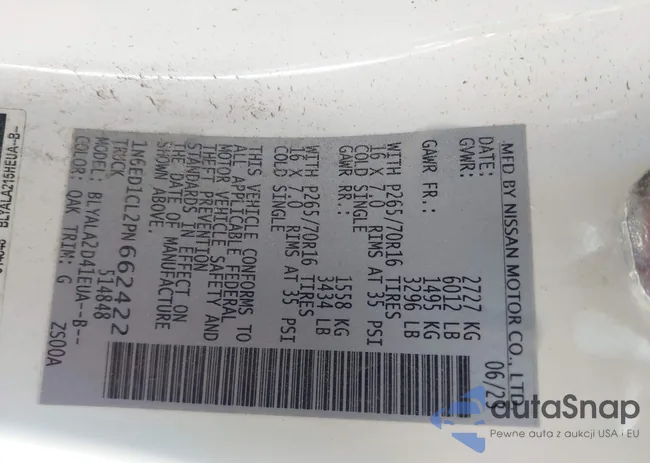 MFD BY NISSAN MOTOR CO., LTD
DATE: 06/23
GVWR: 2727 KG
6012 LB
GAWR FR.: 1495 KG
3296 LB
WITH P265/70R16 TIRES
16 X 7.0 RIMS AT 35 PSI
COLD SINGLE
GAWR RR.: 1558 KG
3434 LB
WITH P265/70R16 TIRES
16 X 7.0 RIMS AT 35 PSI
COLD SINGLE
THIS VEHICLE CONFORMS TO
ALL APPLICABLE FEDERAL
MOTOR VEHICLE SAFETY AND
THEFT PREVENTION
STANDARDS IN EFFECT ON
THE DATE OF MANUFACTURE
SHOWN ABOVE.
1N6ED1CL2PN662422
TRUCK 514848
MODEL: BLYALA2D41EUA--B--
COLOR: QAK TRIM: G ZS00A
autaSnap
Pewne auta z aukcji USA i EU